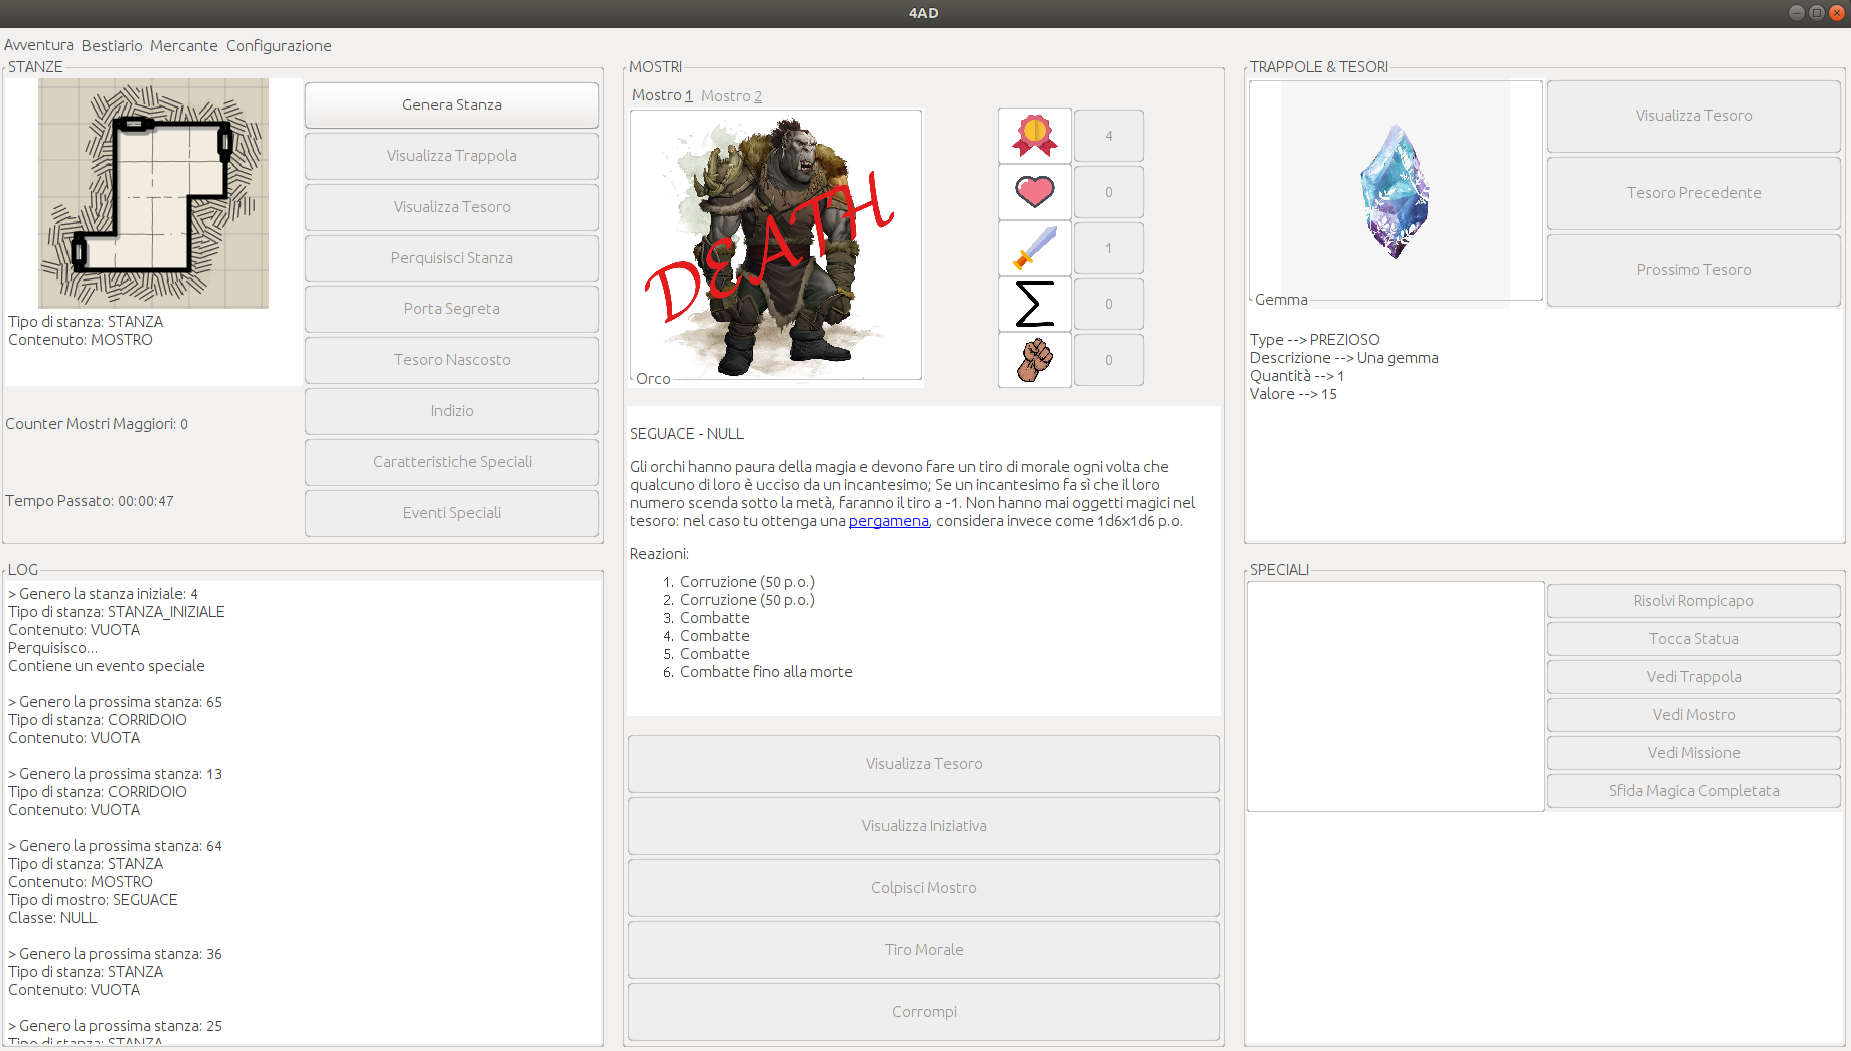 4AD
Avventura Bestiario Mercante Configurazione
STANZE
Genera Stanza
Visualizza Trappola
Visualizza Tesoro
Perquisisci Stanza
Porta Segreta
Tesoro Nascosto
Indizio
Caratteristiche Speciali
Eventi Speciali
Tipo di stanza: STANZA
Contenuto: MOSTRO
Counter Mostri Maggiori: 0
Tempo Passato: 00:00:47
LOG
> Genero la stanza iniziale: 4
Tipo di stanza: STANZA_INIZIALE
Contenuto: VUOTA
Perquisisco...
Contiene un evento speciale
> Genero la prossima stanza: 65
Tipo di stanza: CORRIDOIO
Contenuto: VUOTA
> Genero la prossima stanza: 13
Tipo di stanza: CORRIDOIO
Contenuto: VUOTA
> Genero la prossima stanza: 64
Tipo di stanza: STANZA
Contenuto: MOSTRO
Tipo di mostro: SEGUACE
Classe: NULL
> Genero la prossima stanza: 36
Tipo di stanza: STANZA
Contenuto: VUOTA
> Genero la prossima stanza: 25
Tipo di stanza: STANZA
MOSTRI
Mostro 1 Mostro 2
DEATH
Orco
4
0
1
Σ 0
0
SEGUACE - NULL
Gli orchi hanno paura della magia e devono fare un tiro di morale ogni volta che
qualcuno di loro è ucciso da un incantesimo; Se un incantesimo fa sì che il loro
numero scenda sotto la metà, faranno il tiro a -1. Non hanno mai oggetti magici nel
tesoro: nel caso tu ottenga una pergamena, considera invece come 1d6x1d6 p.o.
Reazioni:
1. Corruzione (50 p.o.)
2. Corruzione (50 p.o.)
3. Combatte
4. Combatte
5. Combatte
6. Combatte fino alla morte
Visualizza Tesoro
Visualizza Iniziativa
Colpisci Mostro
Tiro Morale
Corrompi
TRAPPOLE & TESORI
Visualizza Tesoro
Tesoro Precedente
Prossimo Tesoro
Gemma
Type --> PREZIOSO
Descrizione --> Una gemma
Quantità --> 1
Valore --> 15
SPECIALI
Risolvi Rompicapo
Tocca Statua
Vedi Trappola
Vedi Mostro
Vedi Missione
Sfida Magica Completata